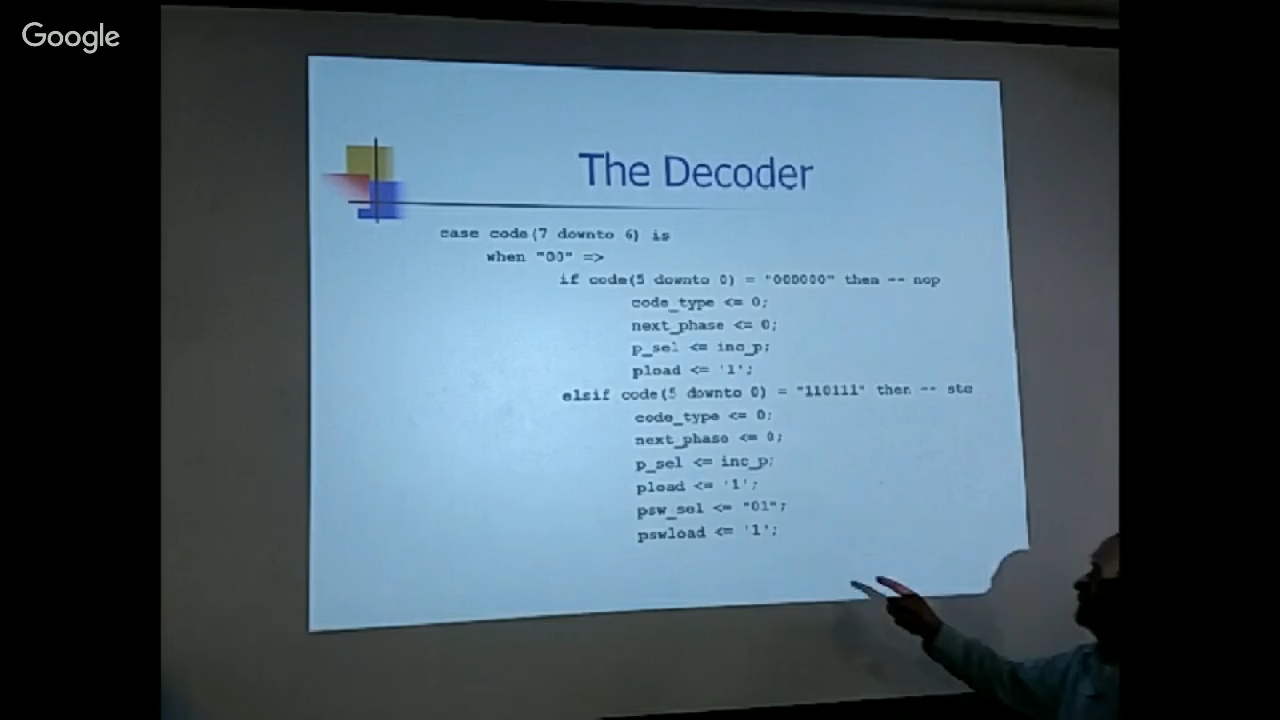 Google
The Decoder
case code(7 downto 6) is
when "00" =>
if code(5 downto 0) = "000000" then -- nop
code_type <= 0;
next_phase <= 0;
p_sel <= inc_p;
pload <= '1';
elsif code(5 downto 0) = "110111" then -- stc
code_type <= 0;
next_phase <= 0;
p_sel <= inc_p;
pload <= '1';
psw_sel <= "01";
pswload <= '1';